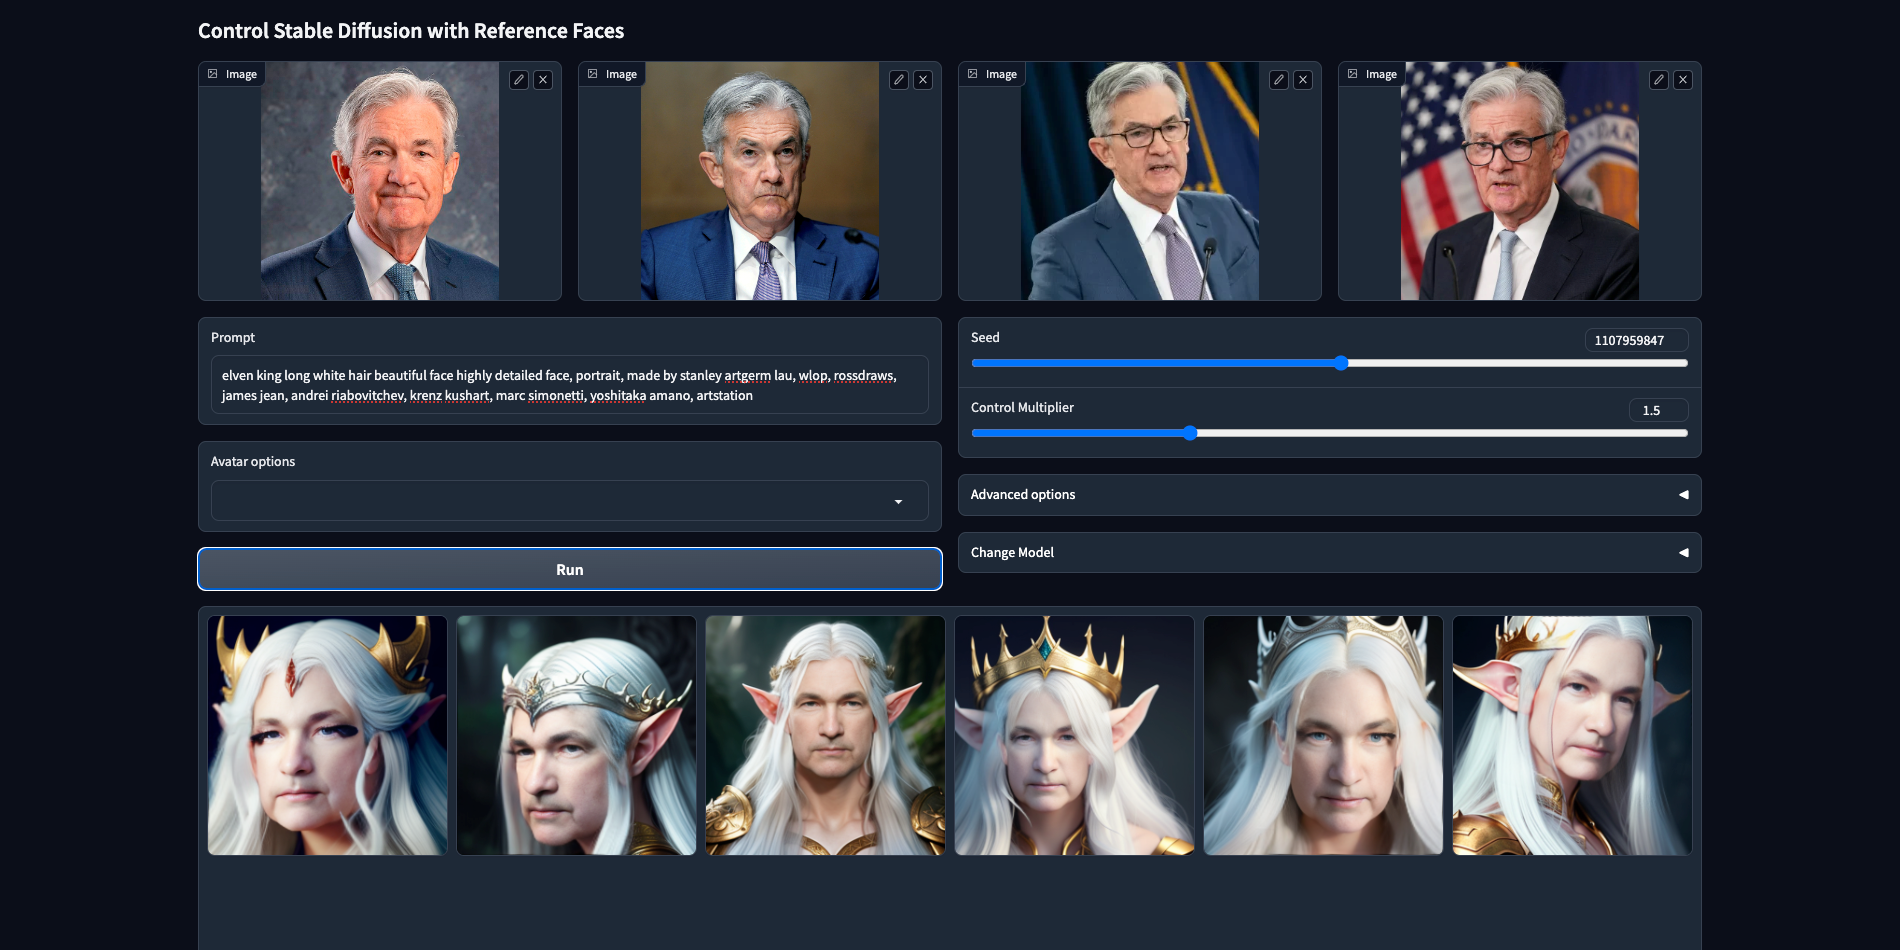 Control Stable Diffusion with Reference Faces
Image
Image
Image
Image
Prompt
elven king long white hair beautiful face highly detailed face, portrait, made by stanley artgerm lau, wlop, rossdraws,
james jean, andrei riabovitchev, krenz kushart, marc simonetti, yoshitaka amano, artstation
Seed
1107959847
Control Multiplier
1.5
Avatar options
Advanced options
Change Model
Run